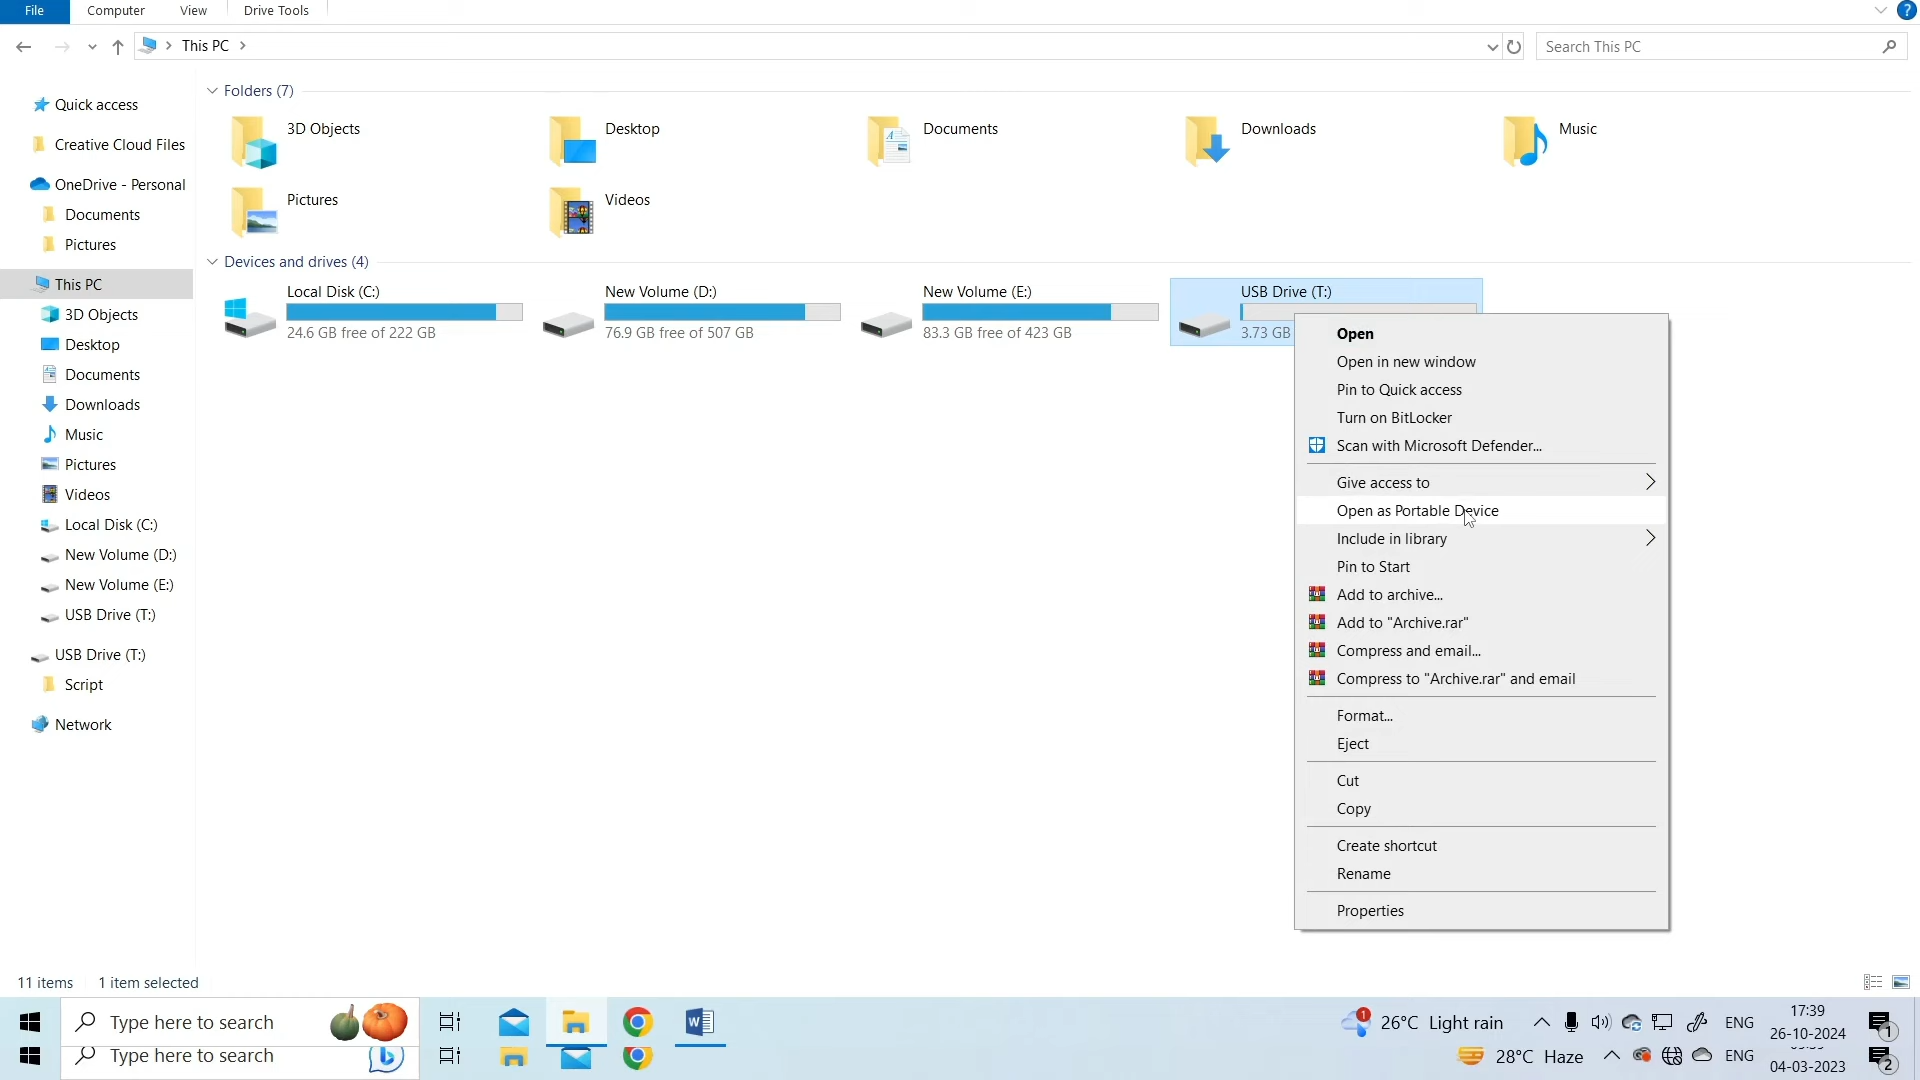 File Computer View Drive Tools ?
This PC
Search This PC
Quick access
Creative Cloud Files
OneDrive - Personal
Documents
Pictures
This PC
3D Objects
Desktop
Documents
Downloads
Music
Pictures
Videos
Local Disk (C:)
New Volume (D:)
New Volume (E:)
USB Drive (T:)
USB Drive (T:)
Script
Network
Folders (7)
3D Objects
Desktop
Documents
Downloads
Music
Pictures
Videos
Devices and drives (4)
Local Disk (C:)
24.6 GB free of 222 GB
New Volume (D:)
76.9 GB free of 507 GB
New Volume (E:)
83.3 GB free of 423 GB
USB Drive (T:)
3.73 GB
Open
Open in new window
Pin to Quick access
Turn on BitLocker
Scan with Microsoft Defender...
Give access to
Open as Portable Device
Include in library
Pin to Start
Add to archive...
Add to "Archive.rar"
Compress and email...
Compress to "Archive.rar" and email
Format...
Eject
Cut
Copy
Create shortcut
Rename
Properties
11 items 1 item selected
Type here to search
1 26°C Light rain ENG 17:39 1
26-10-2024
Type here to search
28°C Haze ENG 2
04-03-2023